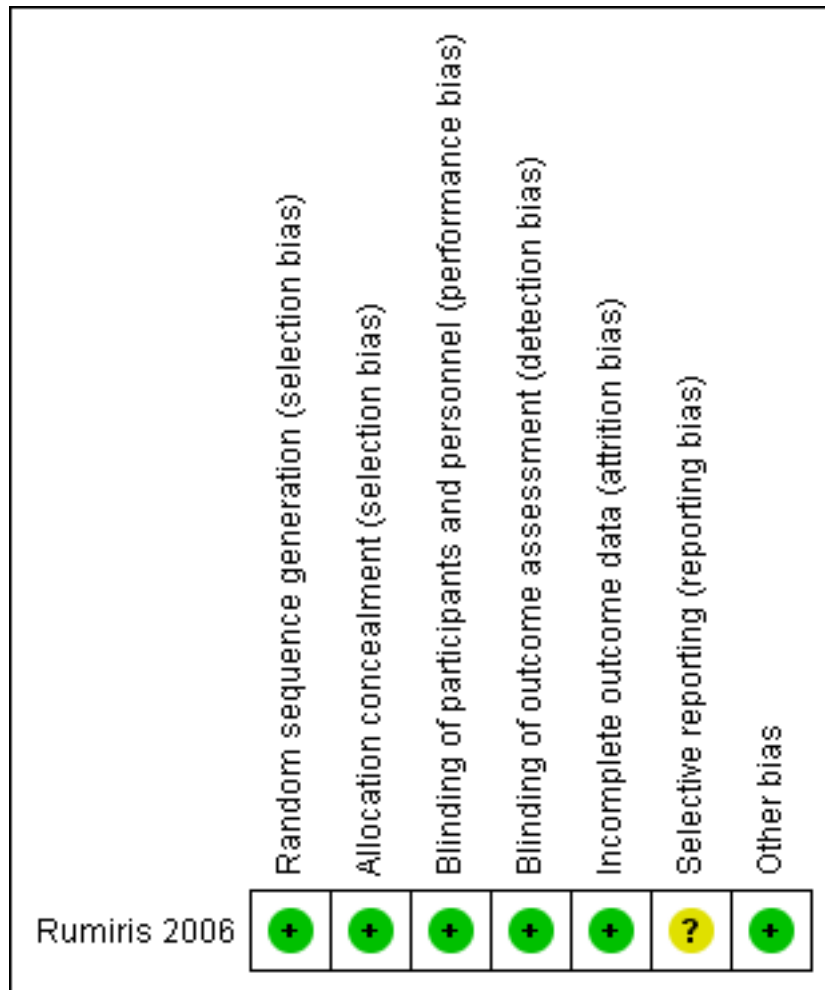 Random sequence generation (selection bias)
Allocation concealment (selection bias)
Blinding of participants and personnel (performance bias)
Blinding of outcome assessment (detection bias)
Incomplete outcome data (attrition bias)
Selective reporting (reporting bias)
Other bias
Rumiris 2006 + + + + + ? +